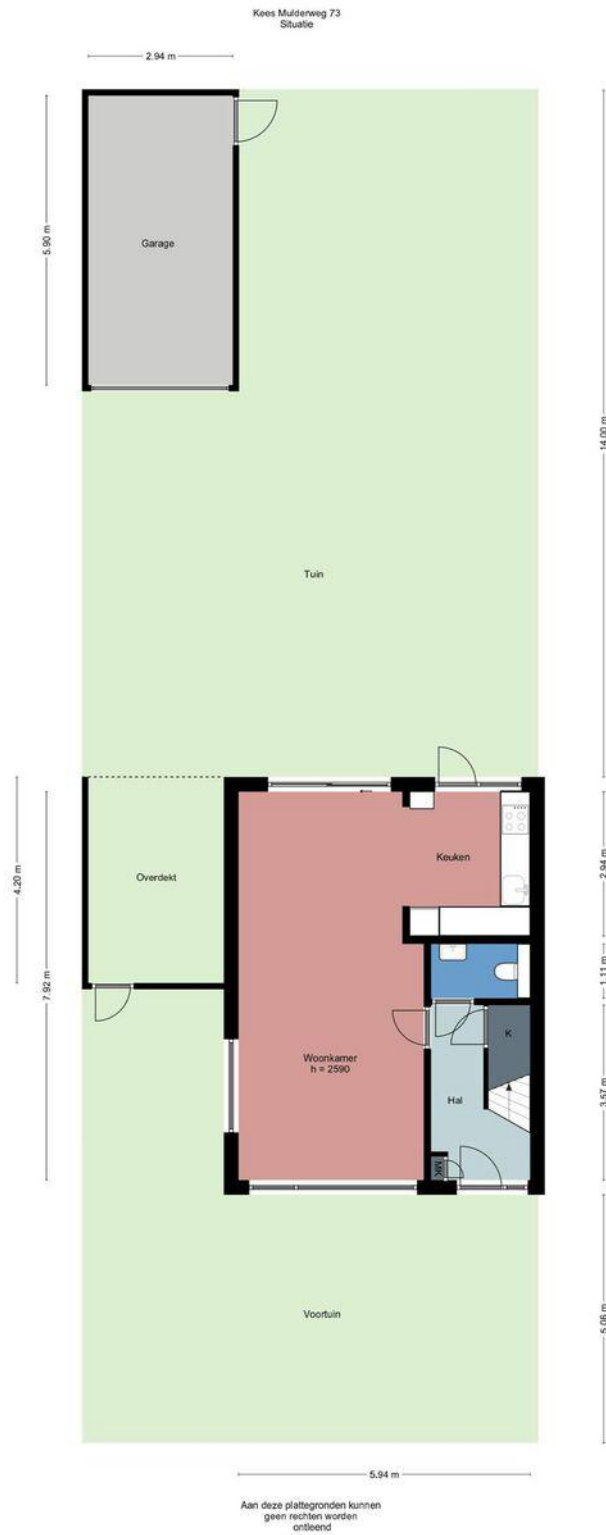 Kees Mulderweg 73
Situatie
2.94 m
5.90 m
Garage
14.00 m
Tuin
4.20 m
7.92 m
Overdekt
Keuken
2.94 m
1.11 m
Woonkamer
h = 2590
K
Hal
3.57 m
MK
Voortuin
5.06 m
5.94 m
Aan deze plattegronden kunnen
geen rechten worden
ontleend